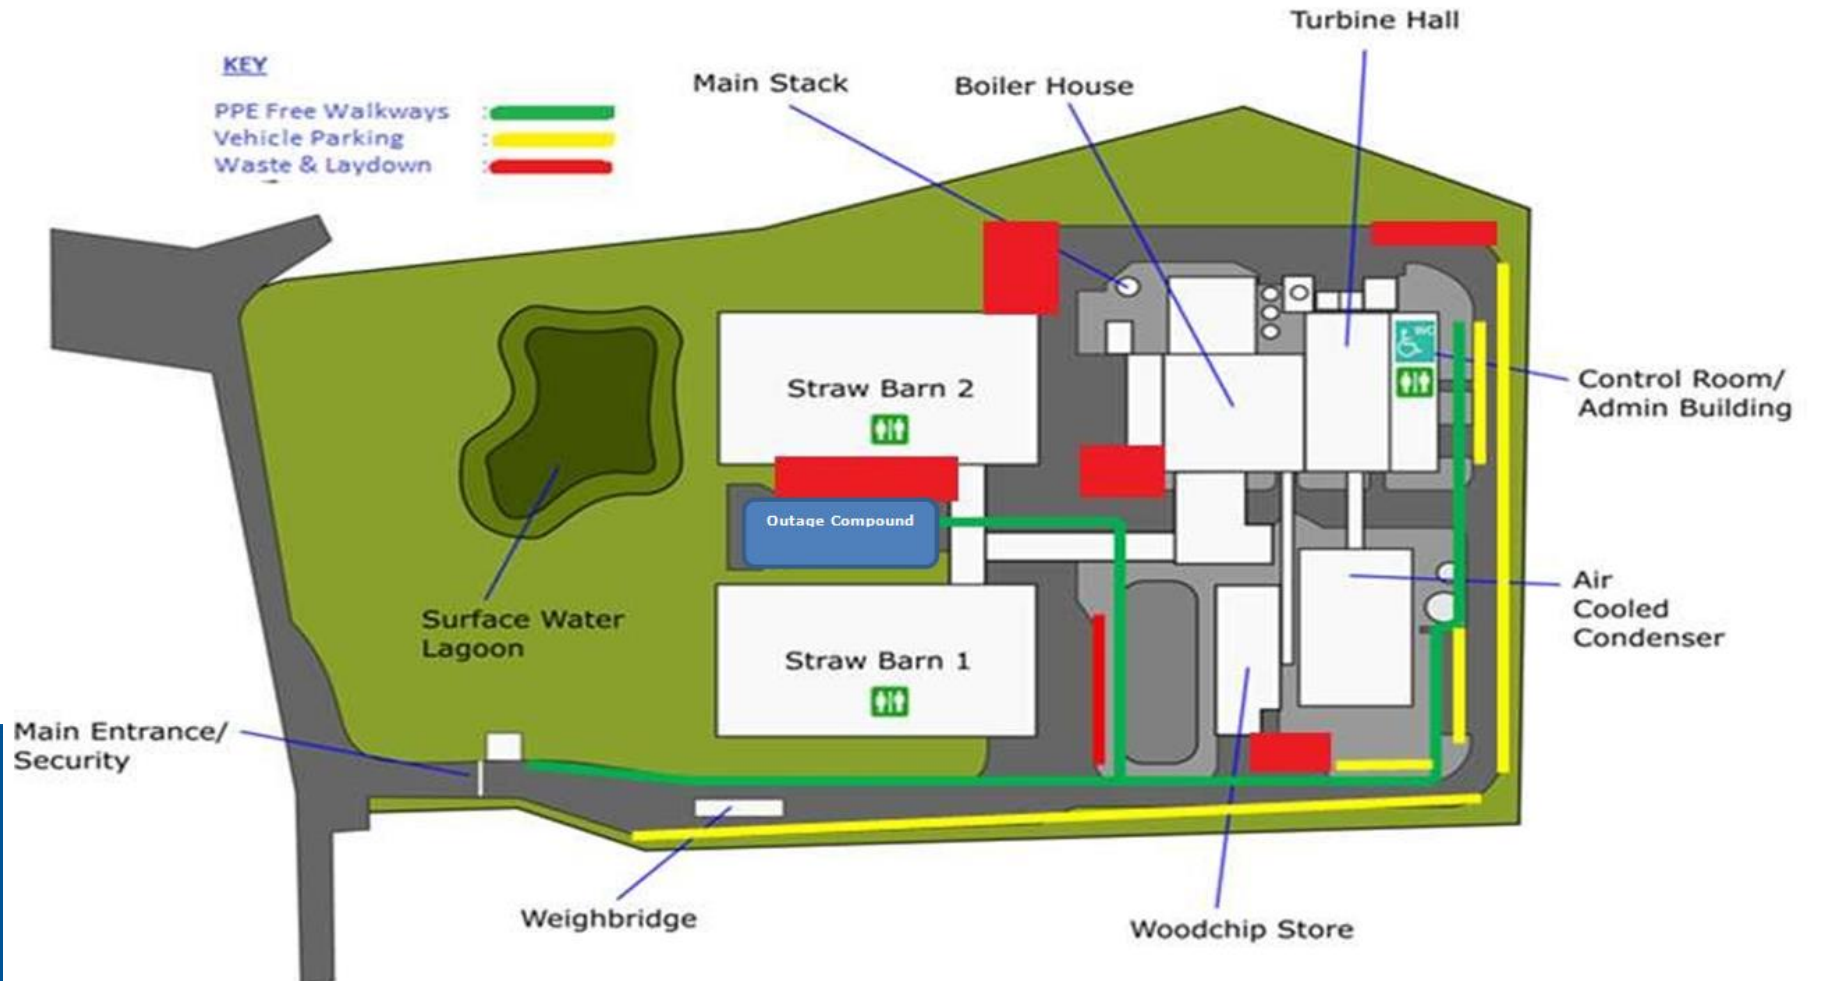 Turbine Hall
KEY
Main Stack
Boiler House
PPE Free Walkways :
Vehicle Parking :
Waste & Laydown :
WC
Straw Barn 2
Control Room/
Admin Building
Outage Compound
Surface Water
Lagoon
Air
Cooled
Condenser
Straw Barn 1
Main Entrance/
Security
Weighbridge
Woodchip Store